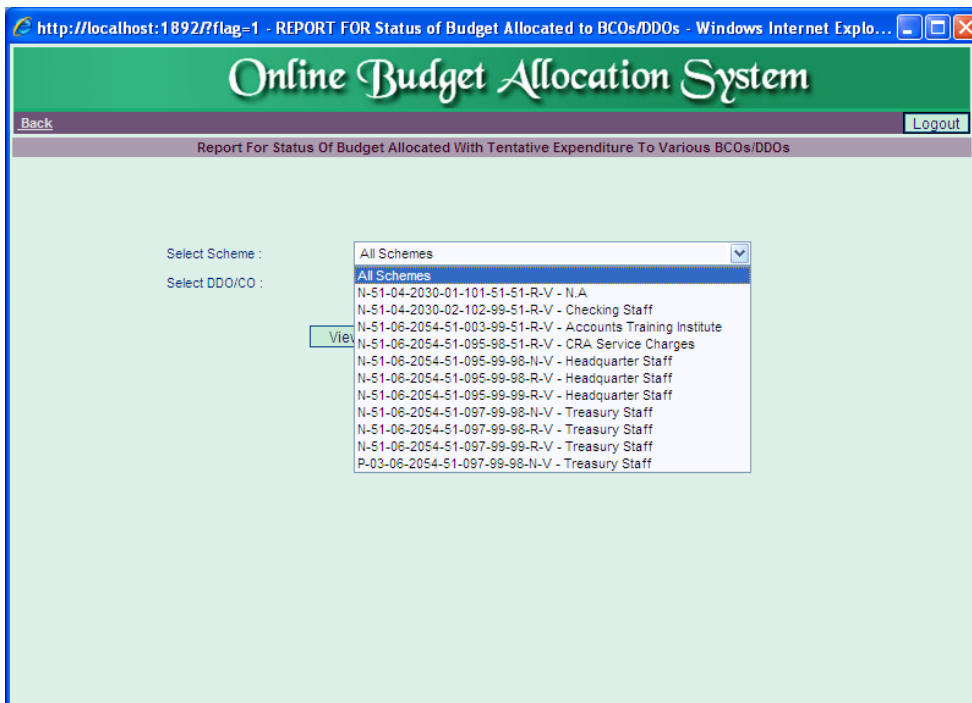 http://localhost:1892/?flag=1 - REPORT FOR Status of Budget Allocated to BCOs/DDOs - Windows Internet Explo...
Online Budget Allocation System
Back
Logout
Report For Status Of Budget Allocated With Tentative Expenditure To Various BCOs/DDOs
Select Scheme :
All Schemes
Select DDO/CO :
All Schemes
N-51-04-2030-01-101-51-51-R-V - N.A
N-51-04-2030-02-102-99-51-R-V - Checking Staff
N-51-06-2054-51-003-99-51-R-V - Accounts Training Institute
View
N-51-06-2054-51-095-98-51-R-V - CRA Service Charges
N-51-06-2054-51-095-99-98-N-V - Headquarter Staff
N-51-06-2054-51-095-99-98-R-V - Headquarter Staff
N-51-06-2054-51-095-99-99-R-V - Headquarter Staff
N-51-06-2054-51-097-99-98-N-V - Treasury Staff
N-51-06-2054-51-097-99-98-R-V - Treasury Staff
N-51-06-2054-51-097-99-99-R-V - Treasury Staff
P-03-06-2054-51-097-99-98-N-V - Treasury Staff